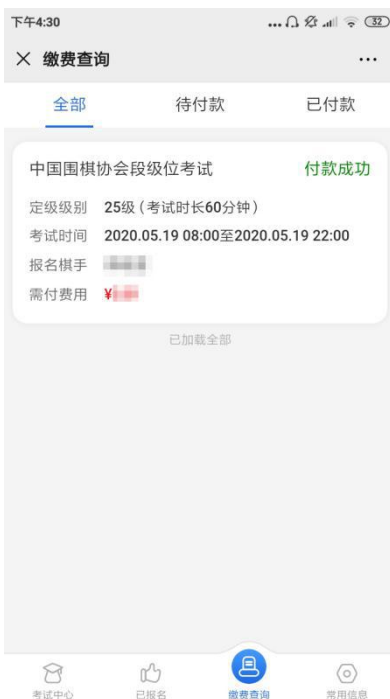 下午4:30
32
缴费查询
全部 待付款 已付款
中国围棋协会段级位考试 付款成功
定级级别 25级（考试时长60分钟）
考试时间 2020.05.19 08:00至2020.05.19 22:00
报名棋手
需付费用 ¥
已加载全部
考试中心 已报名 缴费查询 常用信息